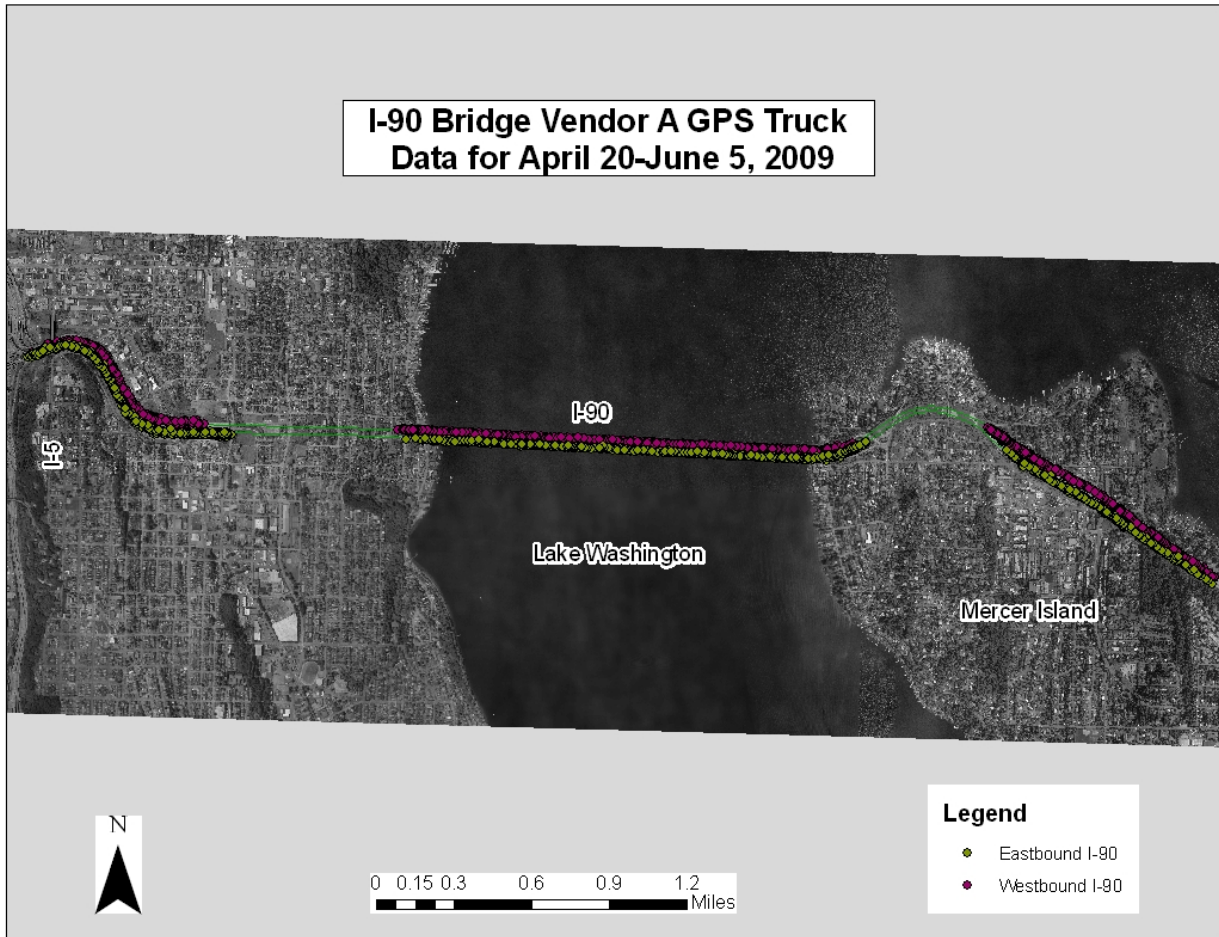 I-90 Bridge Vendor A GPS Truck
Data for April 20-June 5, 2009
I-90
I-5
Lake Washington
Mercer Island
N
0 0.15 0.3 0.6 0.9 1.2
Miles
Legend
Eastbound I-90
Westbound I-90